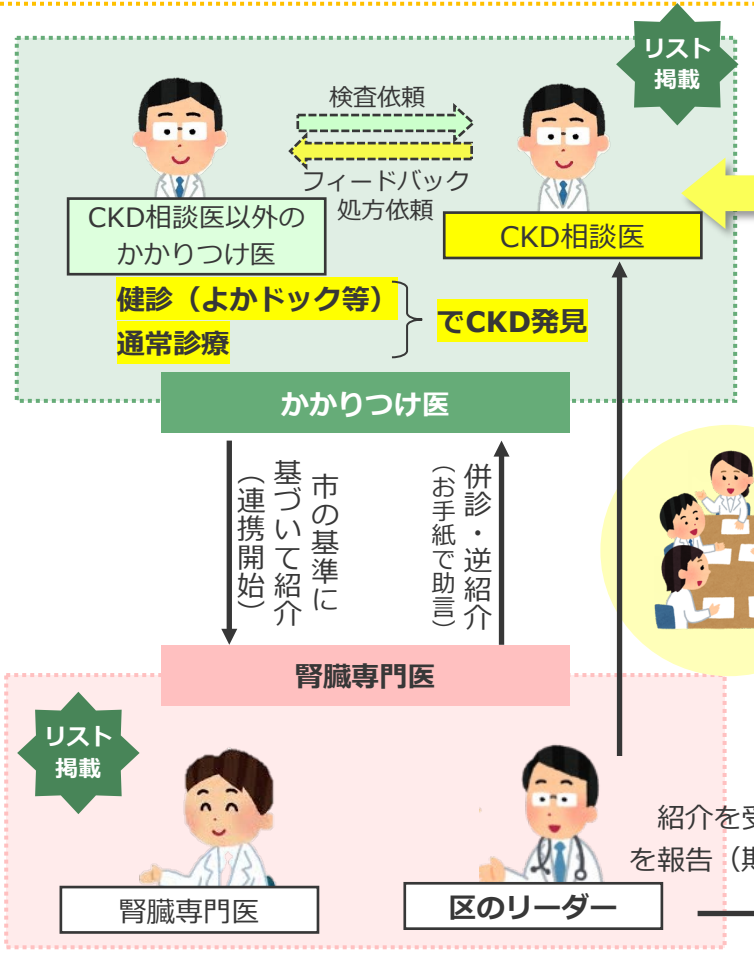 リスト
掲載
検査依頼
フィードバック
処方依頼
CKD相談医以外の
かかりつけ医
CKD相談医
健診（よかドック等）
通常診療
でCKD発見
かかりつけ医
市の基準に
基づいて紹介
（連携開始）
併診・逆紹介
（お手紙で助言）
腎臓専門医
リスト
掲載
紹介を受
を報告（期
腎臓専門医
区のリーダー